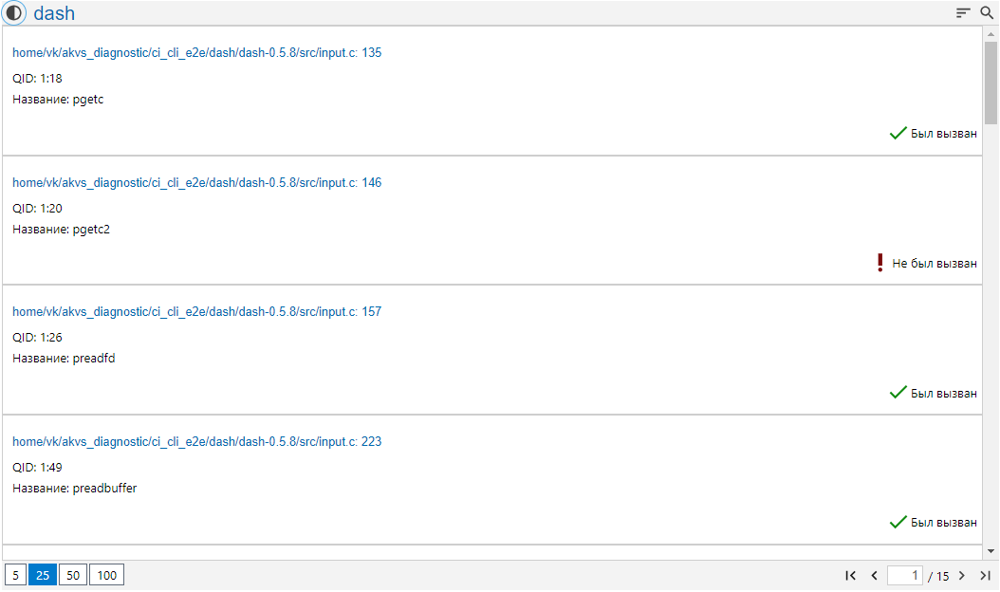 dash
home/vk/akvs_diagnostic/ci_cli_e2e/dash/dash-0.5.8/src/input.c: 135
QID: 1:18
Название: pgetc
Был вызван
home/vk/akvs_diagnostic/ci_cli_e2e/dash/dash-0.5.8/src/input.c: 146
QID: 1:20
Название: pgetc2
Не был вызван
home/vk/akvs_diagnostic/ci_cli_e2e/dash/dash-0.5.8/src/input.c: 157
QID: 1:26
Название: preadfd
Был вызван
home/vk/akvs_diagnostic/ci_cli_e2e/dash/dash-0.5.8/src/input.c: 223
QID: 1:49
Название: preadbuffer
Был вызван
5 25 50 100 1 / 15